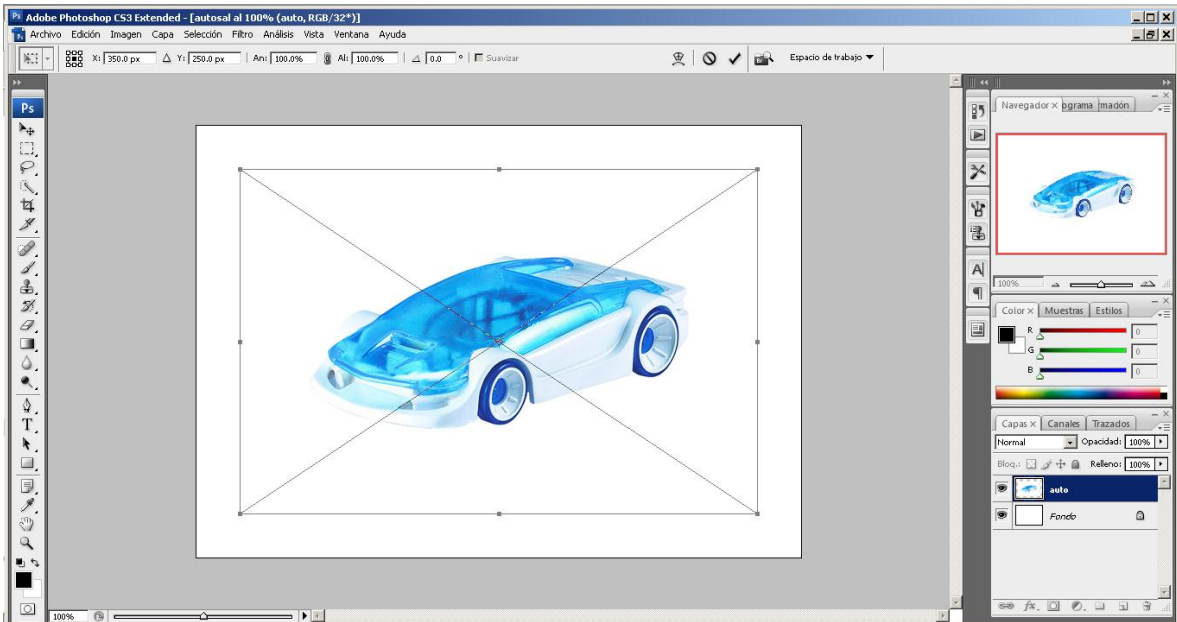 Ps Adobe Photoshop CS3 Extended - [autosal al 100% (auto, RGB/32*)]
Archivo Edición Imagen Capa Selección Filtro Análisis Vista Ventana Ayuda
X: 350.0 px Y: 250.0 px An: 100.0% Al: 100.0% 0.0 ° Suavizar Espacio de trabajo
Ps
Navegador × ograma mación
100%
Color × Muestras Estilos
R 0
G 0
B 0
Capas × Canales Trazados
Normal Opacidad: 100%
Bloq.: Relleno: 100%
auto
Fondo
T
A
100%